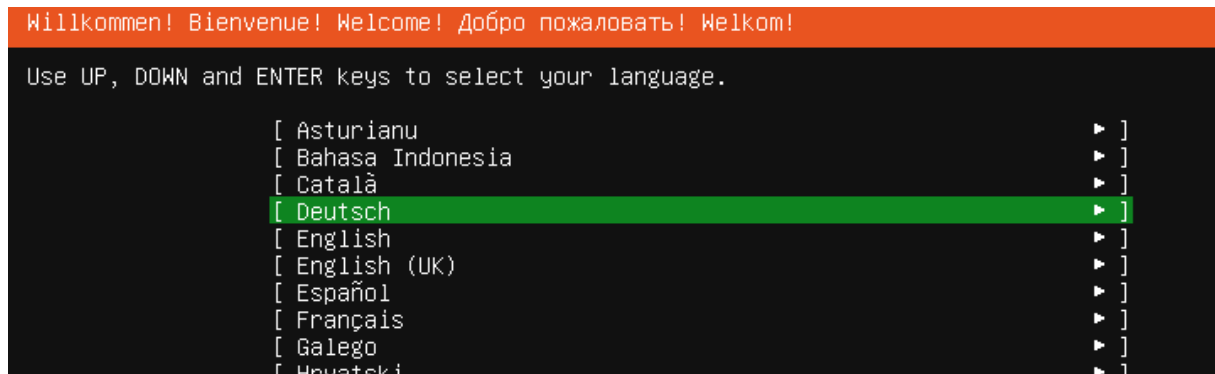 Willkommen! Bienvenue! Welcome! Добро пожаловать! Welkom!
Use UP, DOWN and ENTER keys to select your language.
[ Asturianu ► ]
[ Bahasa Indonesia ► ]
[ Català ► ]
[ Deutsch ► ]
[ English ► ]
[ English (UK) ► ]
[ Español ► ]
[ Français ► ]
[ Galego ► ]
[ Hrvatski ► ]